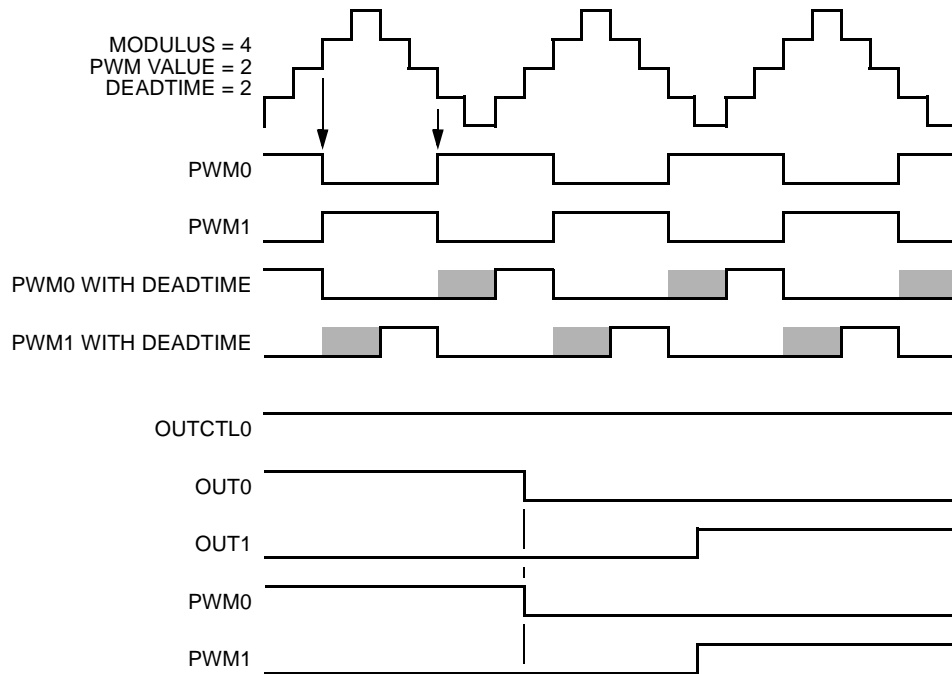 MODULUS = 4
PWM VALUE = 2
DEADTIME = 2
PWM0
PWM1
PWM0 WITH DEADTIME
PWM1 WITH DEADTIME
OUTCTL0
OUT0
OUT1
PWM0
PWM1